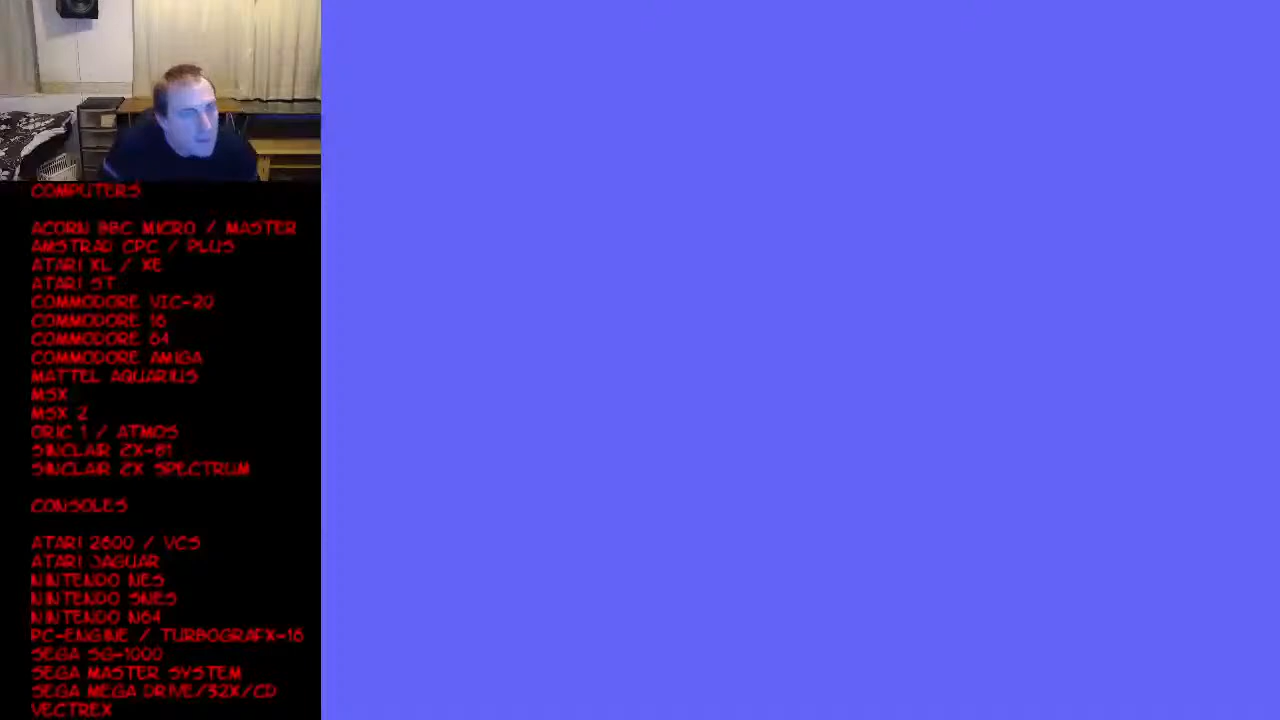 COMPUTERS
ACORN BBC MICRO / MASTER
AMSTRAD CPC / PLUS
ATARI XL / XE
ATARI ST
COMMODORE VIC-20
COMMODORE 16
COMMODORE 64
COMMODORE AMIGA
MATTEL AQUARIUS
MSX
MSX 2
ORIC 1 / ATMOS
SINCLAIR ZX-81
SINCLAIR ZX SPECTRUM
CONSOLES
ATARI 2600 / VCS
ATARI JAGUAR
NINTENDO NES
NINTENDO SNES
NINTENDO N64
PC-ENGINE / TURBOGRAFX-16
SEGA SG-1000
SEGA MASTER SYSTEM
SEGA MEGA DRIVE/32X/CD
VECTREX